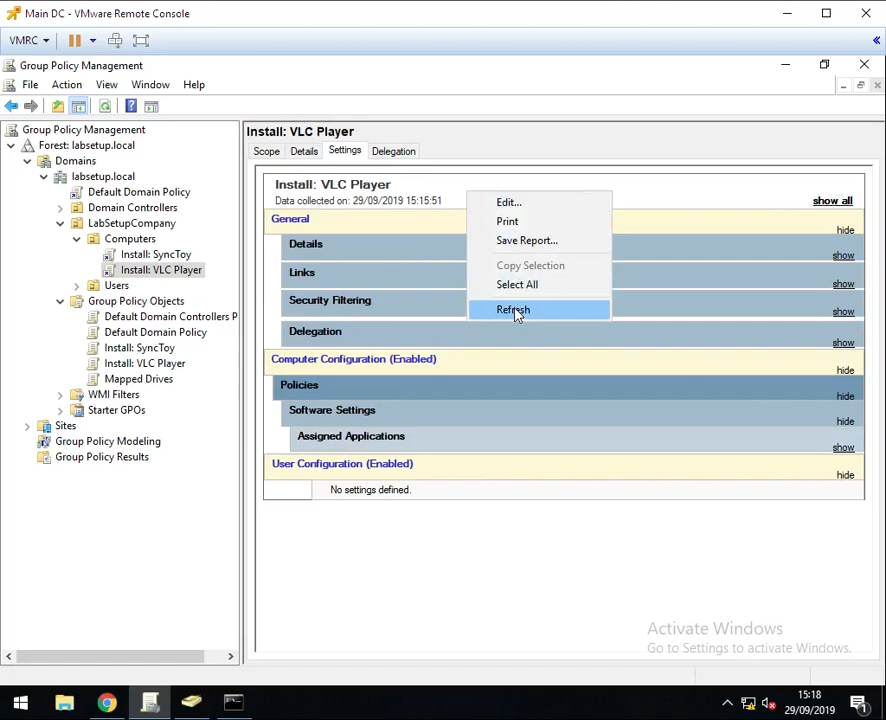 Main DC - VMware Remote Console
VMRC
Group Policy Management
File Action View Window Help
Group Policy Management
Forest: labsetup.local
Domains
labsetup.local
Default Domain Policy
Domain Controllers
LabSetupCompany
Computers
Install: SyncToy
Install: VLC Player
Users
Group Policy Objects
Default Domain Controllers P
Default Domain Policy
Install: SyncToy
Install: VLC Player
Mapped Drives
WMI Filters
Starter GPOs
Sites
Group Policy Modeling
Group Policy Results
Install: VLC Player
Scope Details Settings Delegation
Install: VLC Player
Data collected on: 29/09/2019 15:15:51 show all
General hide
Details show
Links show
Security Filtering show
Delegation show
Computer Configuration (Enabled) hide
Policies hide
Software Settings hide
Assigned Applications show
User Configuration (Enabled) hide
No settings defined.
Edit...
Print
Save Report...
Copy Selection
Select All
Refresh
Activate Windows
Go to Settings to activate Windows.
15:18
29/09/2019
1